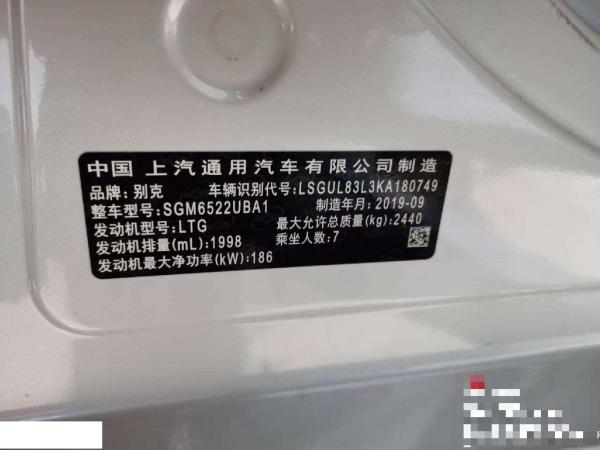 中国 上汽通用汽车有限公司制造
品牌:别克 车辆识别代号:LSGUL83L3KA180749
整车型号:SGM6522UBA1 制造年月:2019-09
发动机型号:LTG 最大允许总质量(kg):2440
发动机排量(mL):1998 乘坐人数:7
发动机最大净功率(kW):186